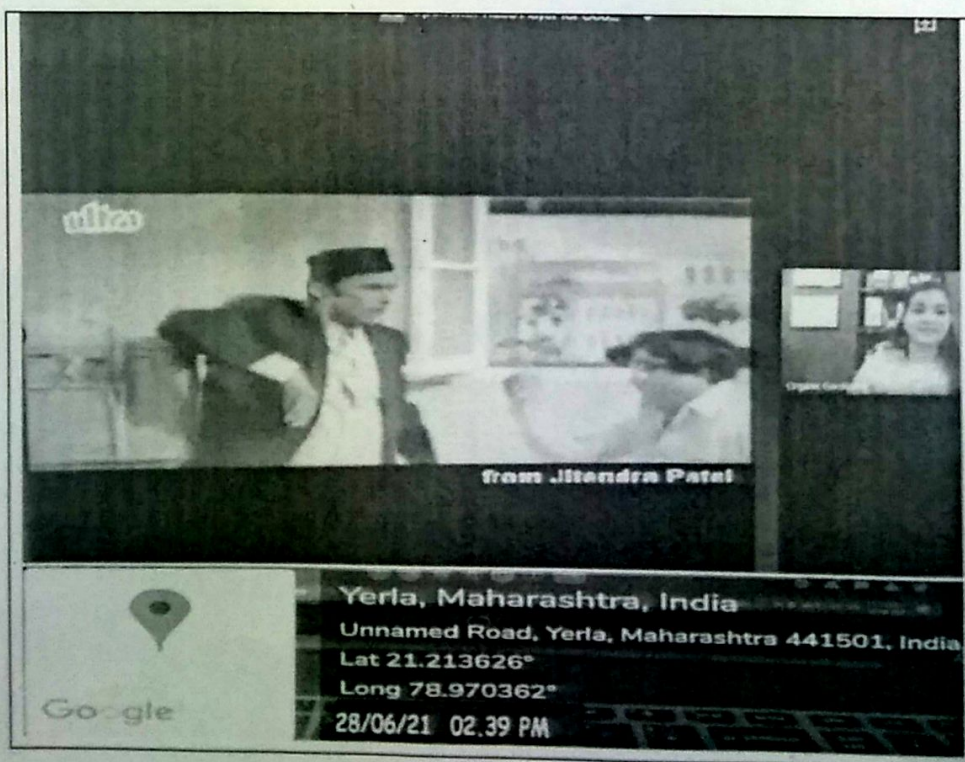 ultra
from Jitendra Patel
Yerla, Maharashtra, India
Unnamed Road, Yerla, Maharashtra 441501, India
Lat 21.213626°
Long 78.970362°
Google
28/06/21 02.39 PM